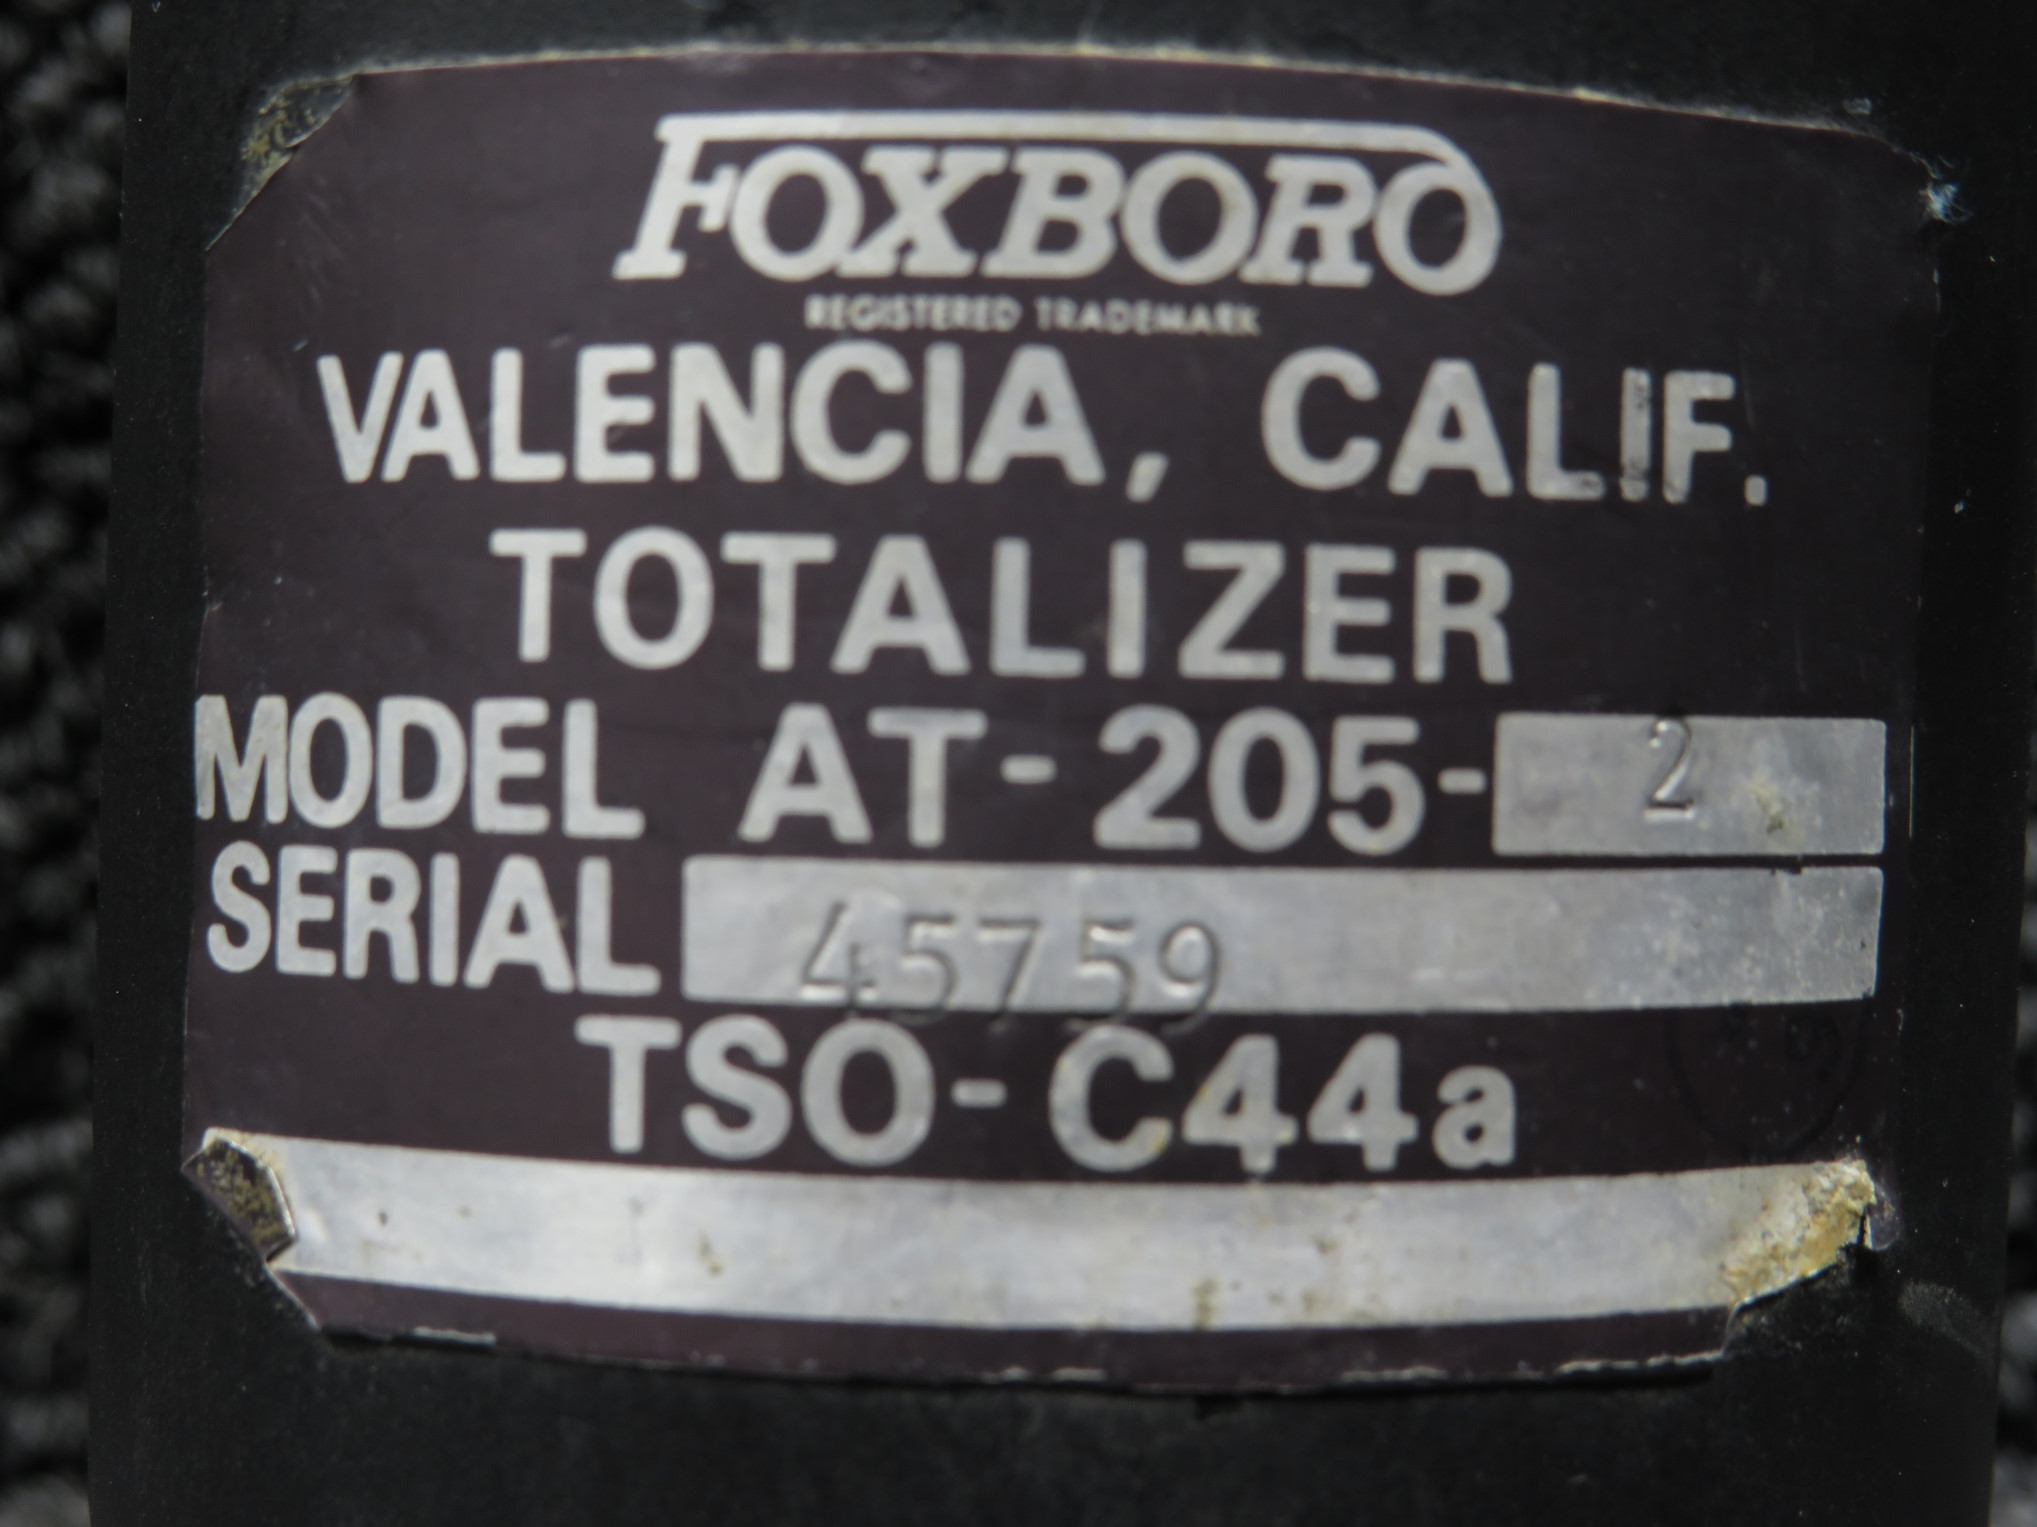 FOXBORO
REGISTERED TRADEMARK
VALENCIA, CALIF.
TOTALIZER
MODEL AT-205- 2
SERIAL 45759
TSO-C44a